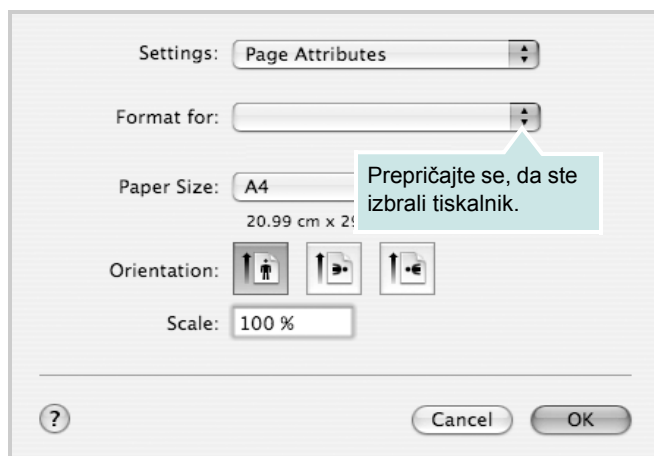 Settings: Page Attributes
Format for:
Prepričajte se, da ste
izbrali tiskalnik.
Paper Size: A4
20.99 cm x
Orientation:
Scale: 100 %
? Cancel OK